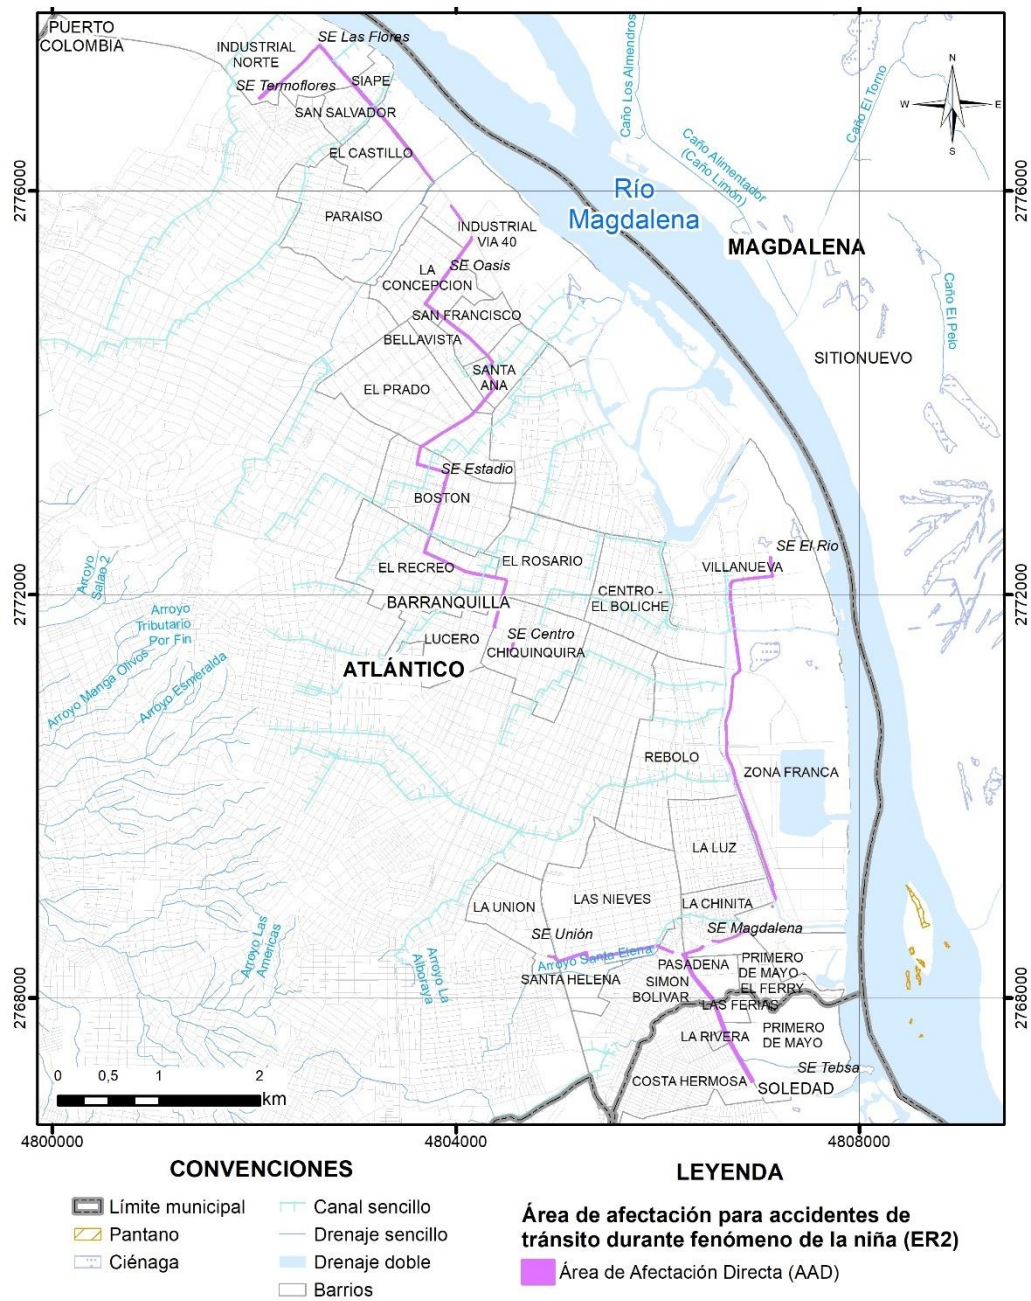 PUERTO
COLOMBIA
SE Las Flores
INDUSTRIAL
NORTE
SE Termoflores
SIAPE
SAN SALVADOR
EL CASTILLO
PARAISO
INDUSTRIAL
VIA 40
SE Oasis
LA
CONCEPCION
SAN FRANCISCO
BELLAVISTA
SANTA
ANA
EL PRADO
SE Estadio
BOSTON
EL RECREO
EL ROSARIO
BARRANQUILLA
CENTRO -
EL BOLICHE
VILLANUEVA
SE El Rio
LUCERO
SE Centro
CHIQUINQUIRA
ATLÁNTICO
Río
Magdalena
MAGDALENA
SITIONUEVO
Caño Los Almendros
Caño Alimentador
(Caño Limón)
Caño El Torno
Caño El Pelo
N
W
E
S
Arroyo
Salao 2
Arroyo
Tributario
Por Fin
Arroyo Manga Olivos
Arroyo Esmeralda
REBOLO
ZONA FRANCA
LA LUZ
LAS NIEVES
LA UNION
LA CHINITA
SE Unión
SE Magdalena
Arroyo Santa Elena
SANTA HELENA
PASADENA
SIMON
BOLIVAR
PRIMERO
DE MAYO
EL FERRY
LAS FERIAS
LA RIVERA
PRIMERO
DE MAYO
SE Tebsa
COSTA HERMOSA
SOLEDAD
Arroyo Las
Americas
Arroyo La
Alboraya
0 0,5 1 2
km
2776000
2772000
2768000
2776000
2772000
2768000
4800000
4804000
4808000
CONVENCIONES
Límite municipal
Pantano
Ciénaga
Canal sencillo
Drenaje sencillo
Drenaje doble
Barrios
LEYENDA
Área de afectación para accidentes de
tránsito durante fenómeno de la niña (ER2)
Área de Afectación Directa (AAD)